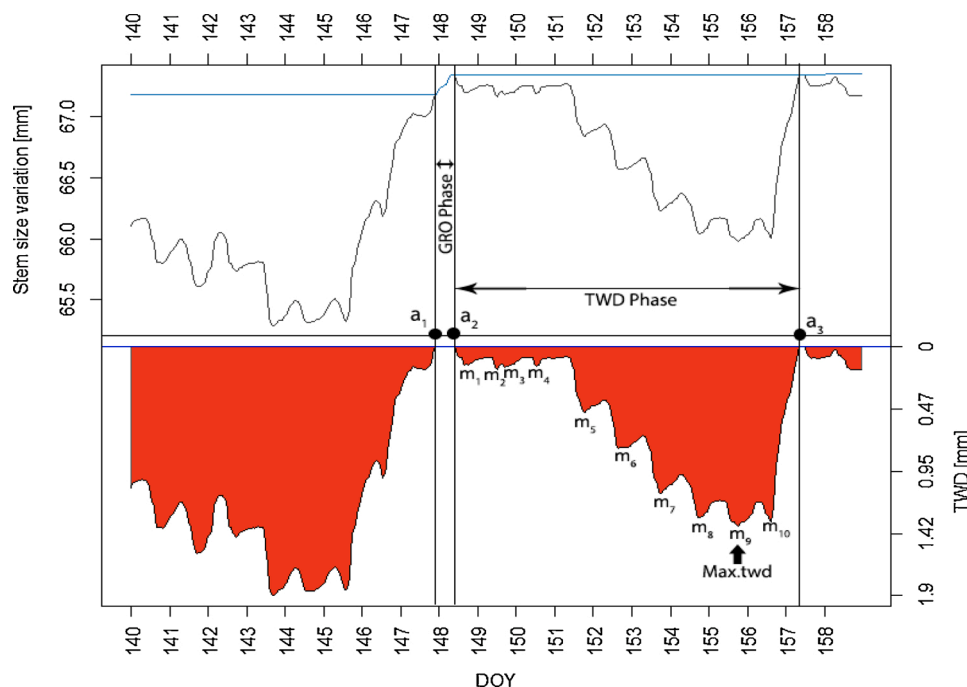 140 141 142 143 144 145 146 147 148 149 150 151 152 153 154 155 156 157 158
Stem size variation [mm]
67.0
66.5
66.0
65.5
GRO Phase
TWD Phase
a1 a2 a3
0
0.47
0.95
1.42
1.9
TWD [mm]
m1 m2 m3 m4
m5
m6
m7
m8 m9 m10
Max.twd
140 141 142 143 144 145 146 147 148 149 150 151 152 153 154 155 156 157 158
DOY